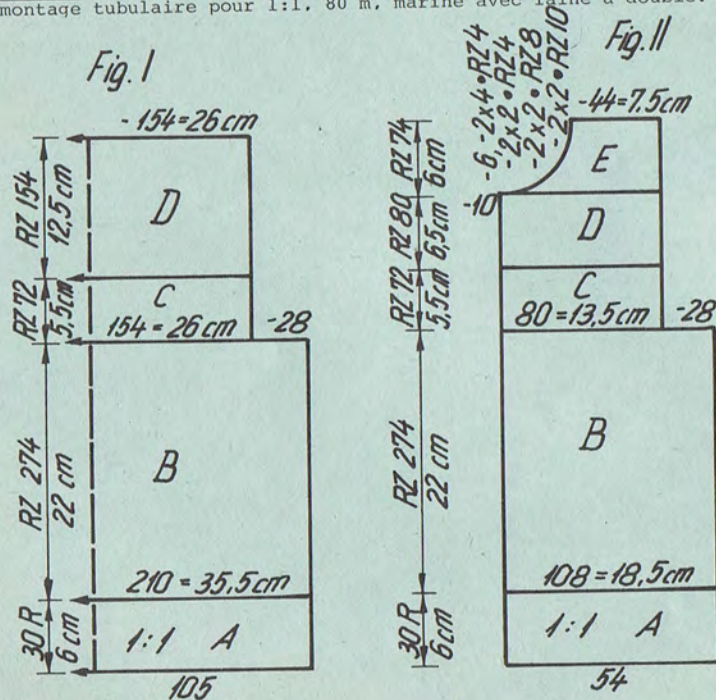 montage tubulaire pour 1:1, 80 m. marine avec laine à double.
Fig. I
-154=26cm
RZ 154
12,5 cm
D
C
RZ 72
5,5cm
154=26cm
-28
RZ 274
22 cm
B
210=35,5cm
30 R
6 cm
1:1 A
105
Fig. II
-6, -2x4•RZ4
-2x2•RZ4
-2x2•RZ8
-2x2•RZ10
-44=7.5cm
RZ 74
6cm
E
-10
RZ 80
6,5cm
D
RZ 72
5,5cm
C
80=13,5cm
-28
RZ 274
22 cm
B
108=18,5cm
30 R
6cm
1:1 A
54